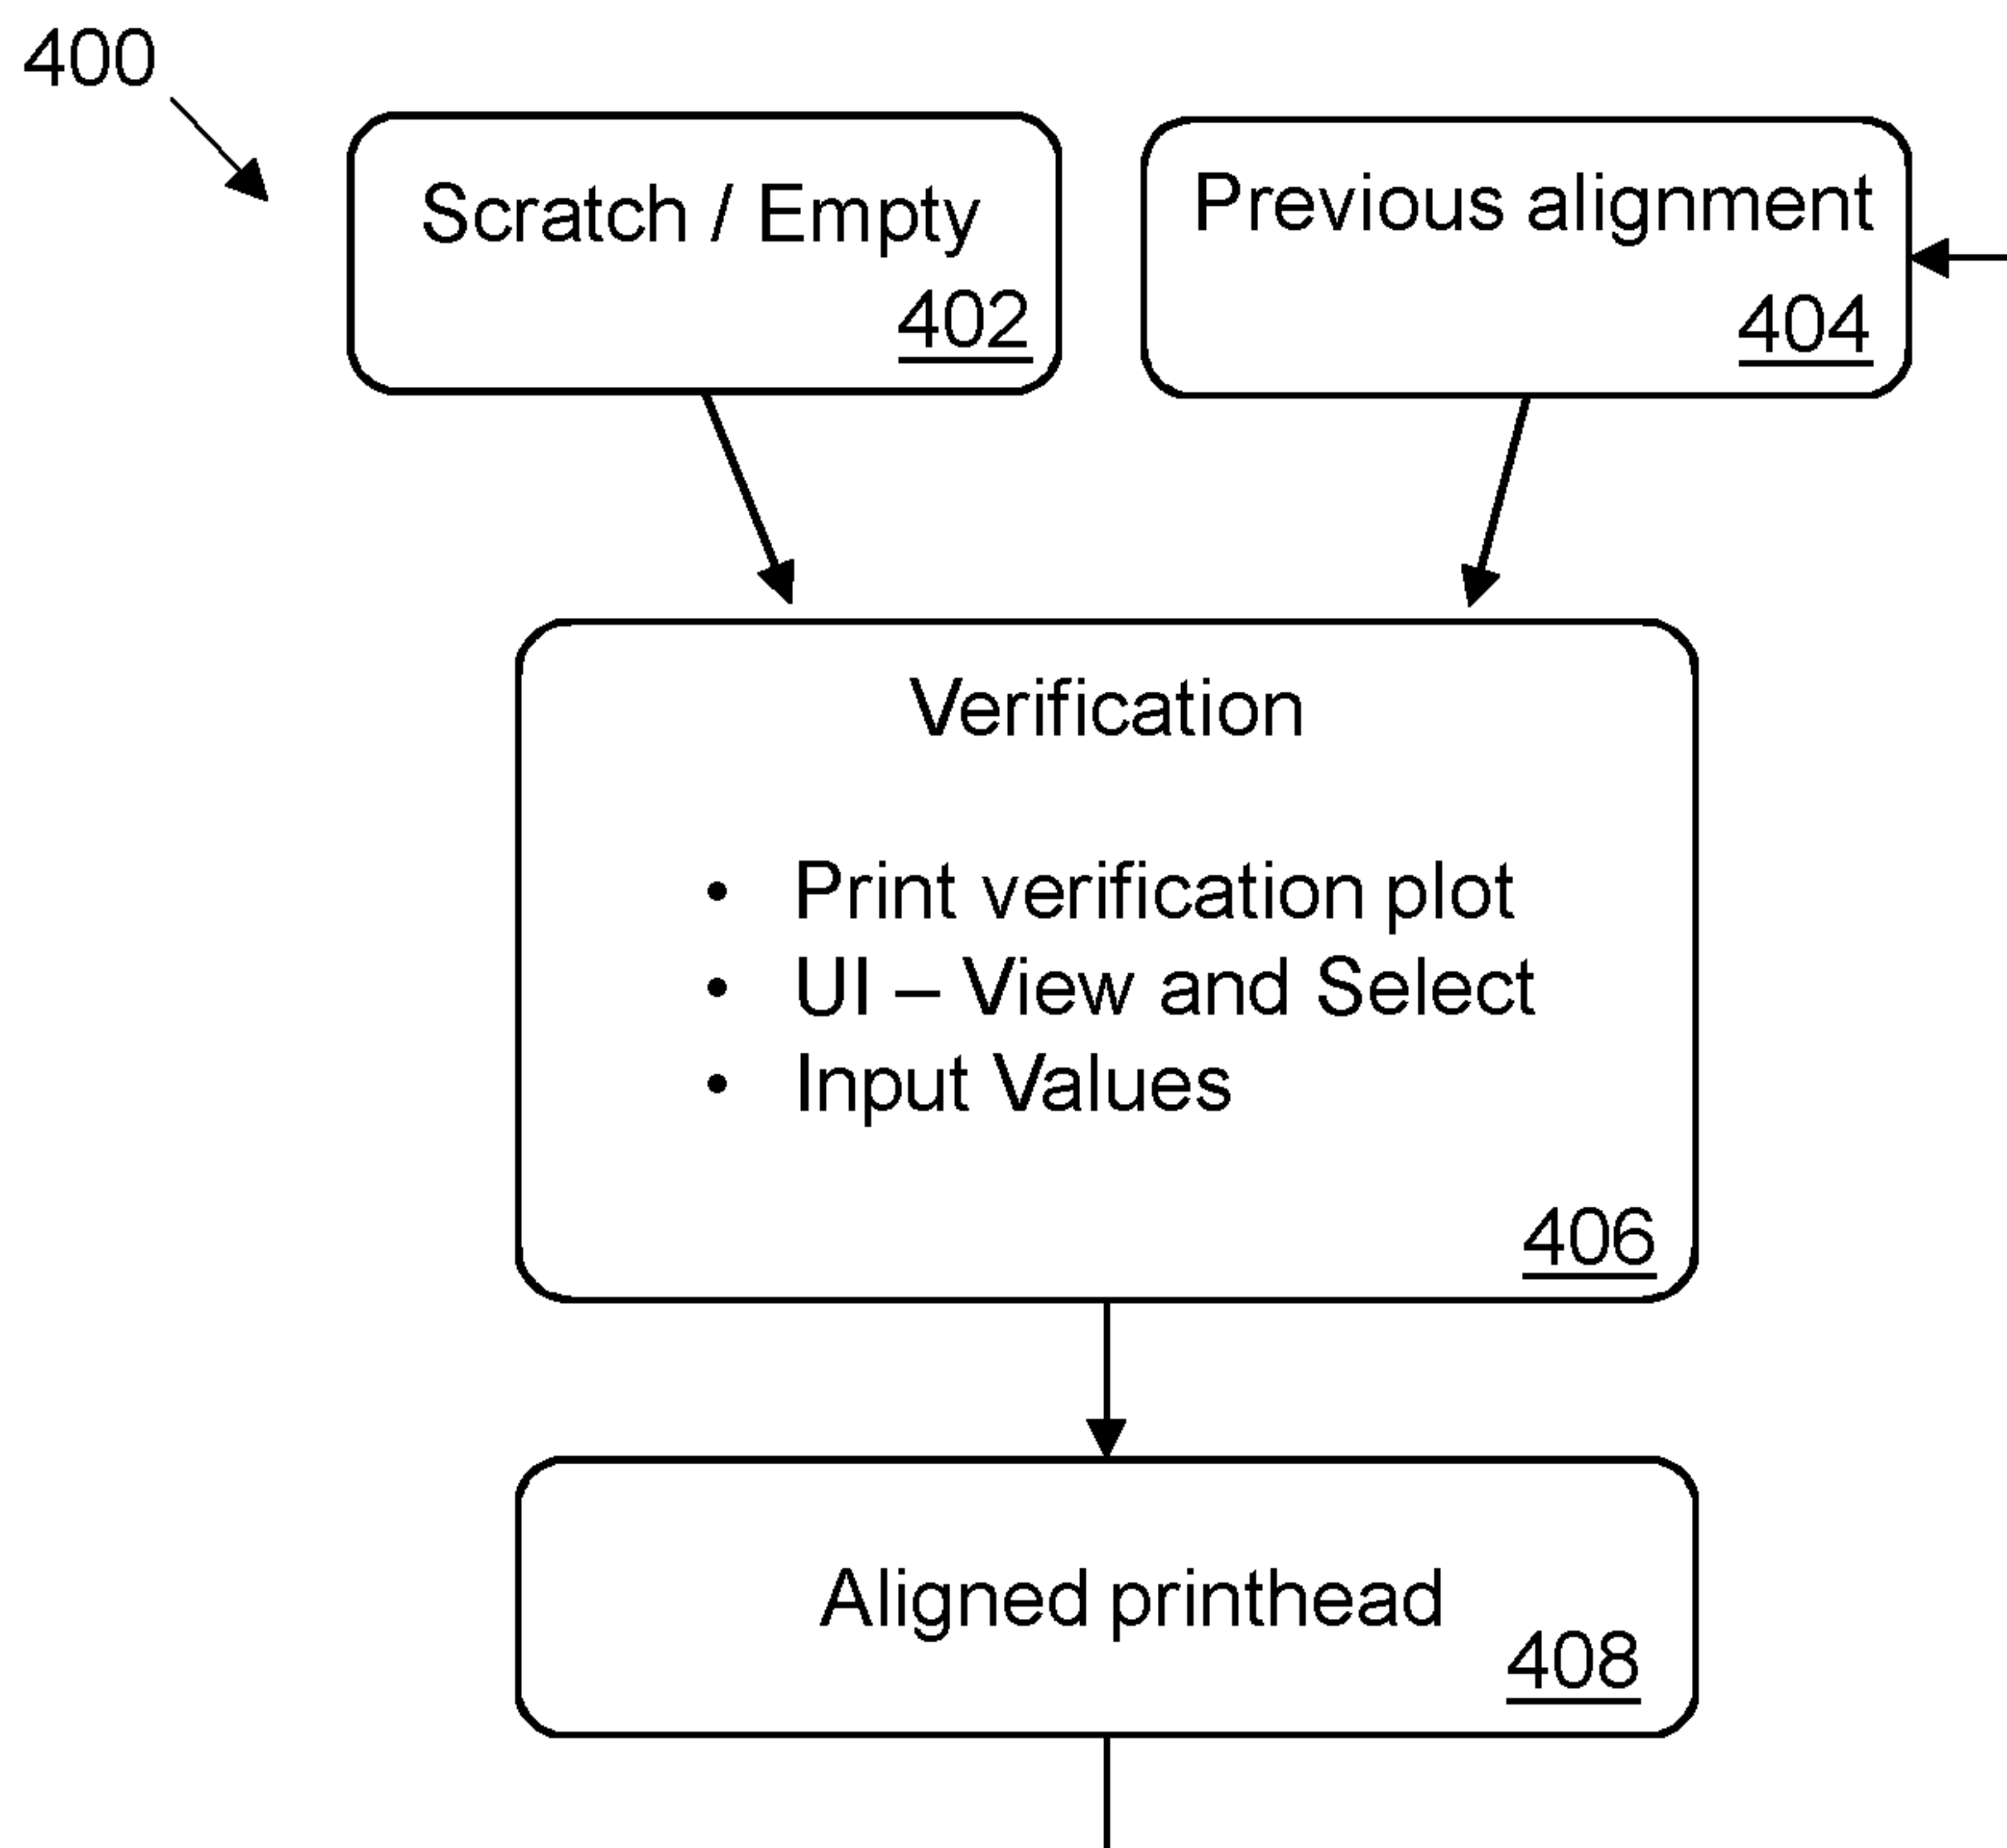 400
Scratch / Empty
402
Previous alignment
404
Verification
• Print verification plot
• UI – View and Select
• Input Values
406
Aligned printhead
408